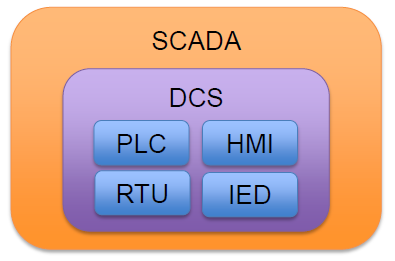 SCADA
DCS
PLC HMI
RTU IED